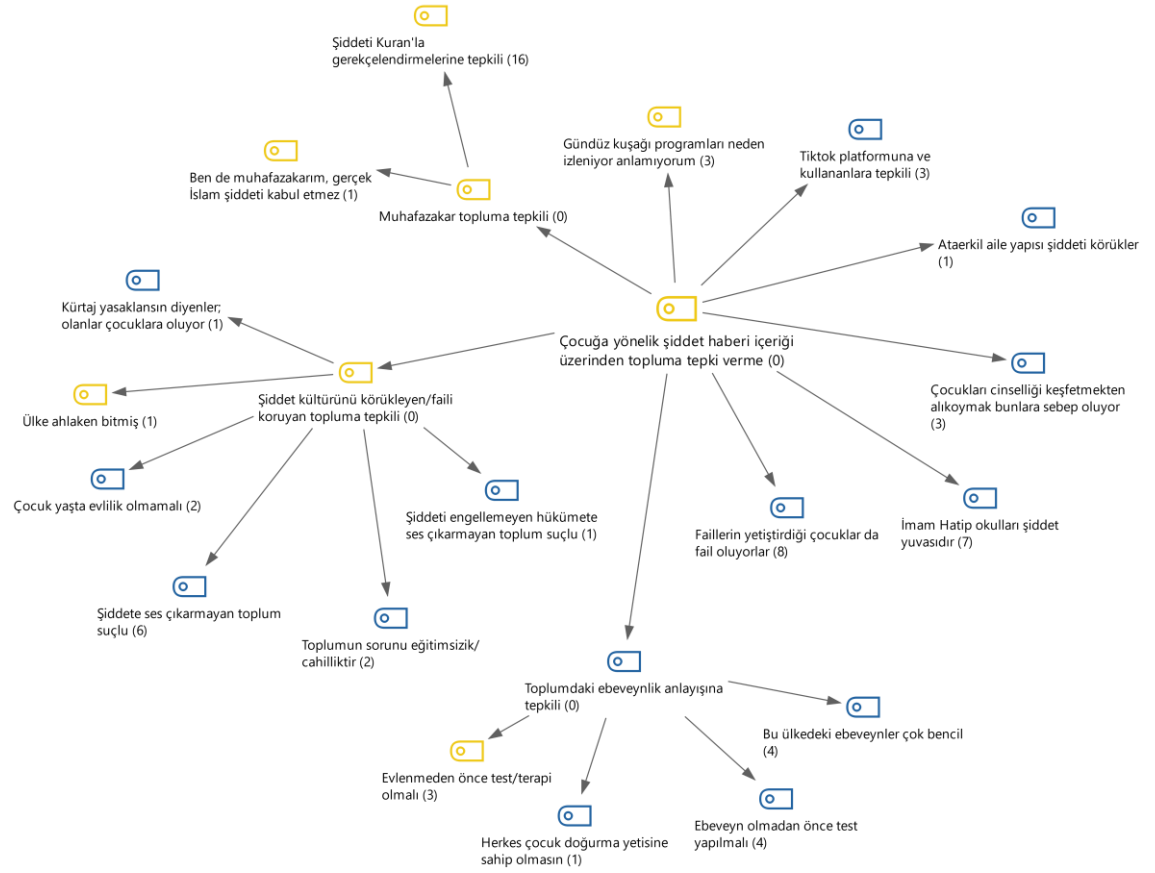 Şiddeti Kuran'la
gerekçelendirmelerine tepkili (16)
Gündüz kuşağı programları neden
izleniyor anlamıyorum (3)
Tiktok platformuna ve
kullananlara tepkili (3)
Ben de muhafazakarım, gerçek
İslam şiddeti kabul etmez (1)
Muhafazakar topluma tepkili (0)
Ataerkil aile yapısı şiddeti körükler
(1)
Kürtaj yasaklansın diyenler;
olanlar çocuklara oluyor (1)
Çocuğa yönelik şiddet haberi içeriği
üzerinden topluma tepki verme (0)
Çocukları cinselliği keşfetmekten
alıkoymak bunlara sebep oluyor
(3)
Şiddet kültürünü körükleyen/faili
koruyan topluma tepkili (0)
Ülke ahlaken bitmiş (1)
Çocuk yaşta evlilik olmamalı (2)
Şiddeti engellemeyen hükümete
ses çıkarmayan toplum suçlu (1)
Faillerin yetiştirdiği çocuklar da
fail oluyorlar (8)
İmam Hatip okulları şiddet
yuvasıdır (7)
Şiddete ses çıkarmayan toplum
suçlu (6)
Toplumun sorunu eğitimsizik/
cahilliktir (2)
Toplumdaki ebeveynlik anlayışına
tepkili (0)
Bu ülkedeki ebeveynler çok bencil
(4)
Evlenmeden önce test/terapi
olmalı (3)
Herkes çocuk doğurma yetisine
sahip olmasın (1)
Ebeveyn olmadan önce test
yapılmalı (4)